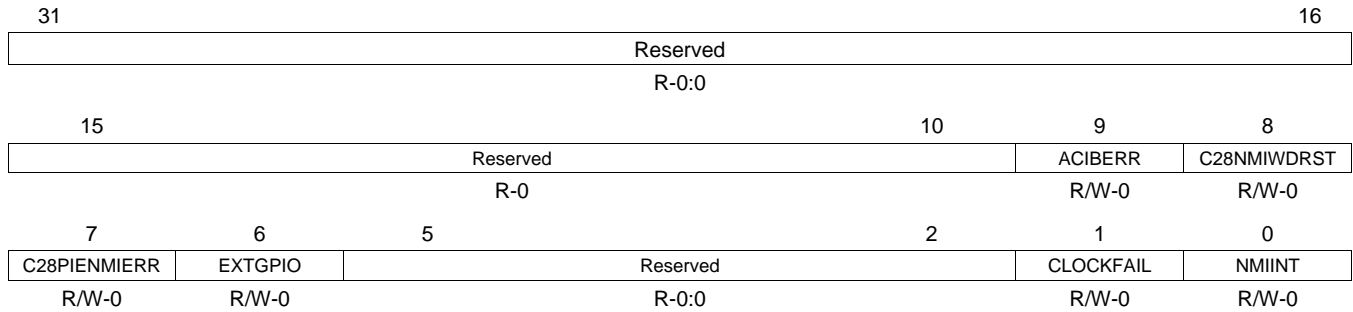 31 16
Reserved
R-0:0
15 10 9 8
Reserved ACIBERR C28NMIWDRST
R-0 R/W-0 R/W-0
7 6 5 2 1 0
C28PIENMIERR EXTGPIO Reserved CLOCKFAIL NMIINT
R/W-0 R/W-0 R-0:0 R/W-0 R/W-0